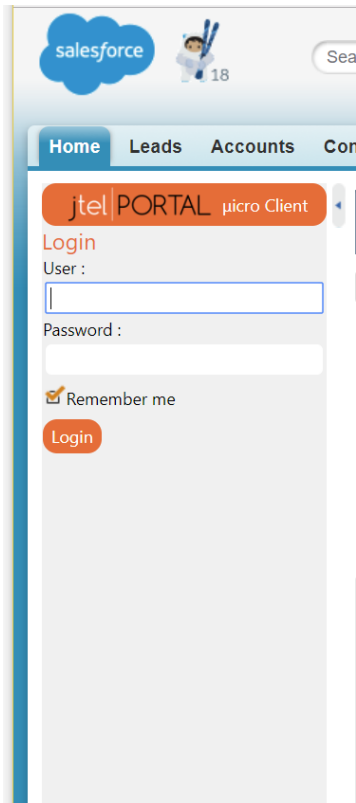 salesforce
18
Sea
Home Leads Accounts Con
jtel PORTAL µicro Client
Login
User :
Password :
Remember me
Login